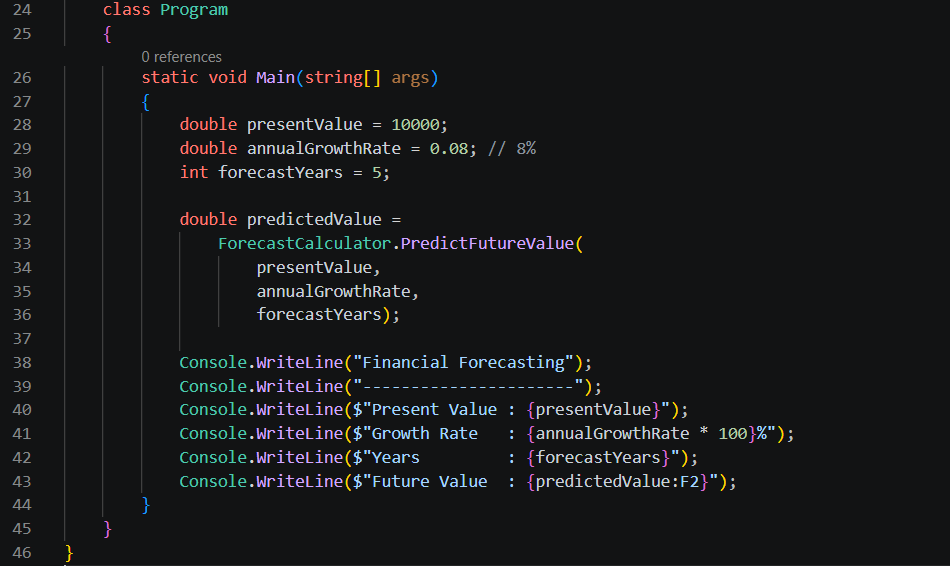 24 class Program
25 {
0 references
26 static void Main(string[] args)
27 {
28 double presentValue = 10000;
29 double annualGrowthRate = 0.08; // 8%
30 int forecastYears = 5;
31
32 double predictedValue =
33 ForecastCalculator.PredictFutureValue(
34 presentValue,
35 annualGrowthRate,
36 forecastYears);
37
38 Console.WriteLine("Financial Forecasting");
39 Console.WriteLine("----------------------");
40 Console.WriteLine($"Present Value : {presentValue}");
41 Console.WriteLine($"Growth Rate   : {annualGrowthRate * 100}%");
42 Console.WriteLine($"Years         : {forecastYears}");
43 Console.WriteLine($"Future Value  : {predictedValue:F2}");
44 }
45 }
46 }